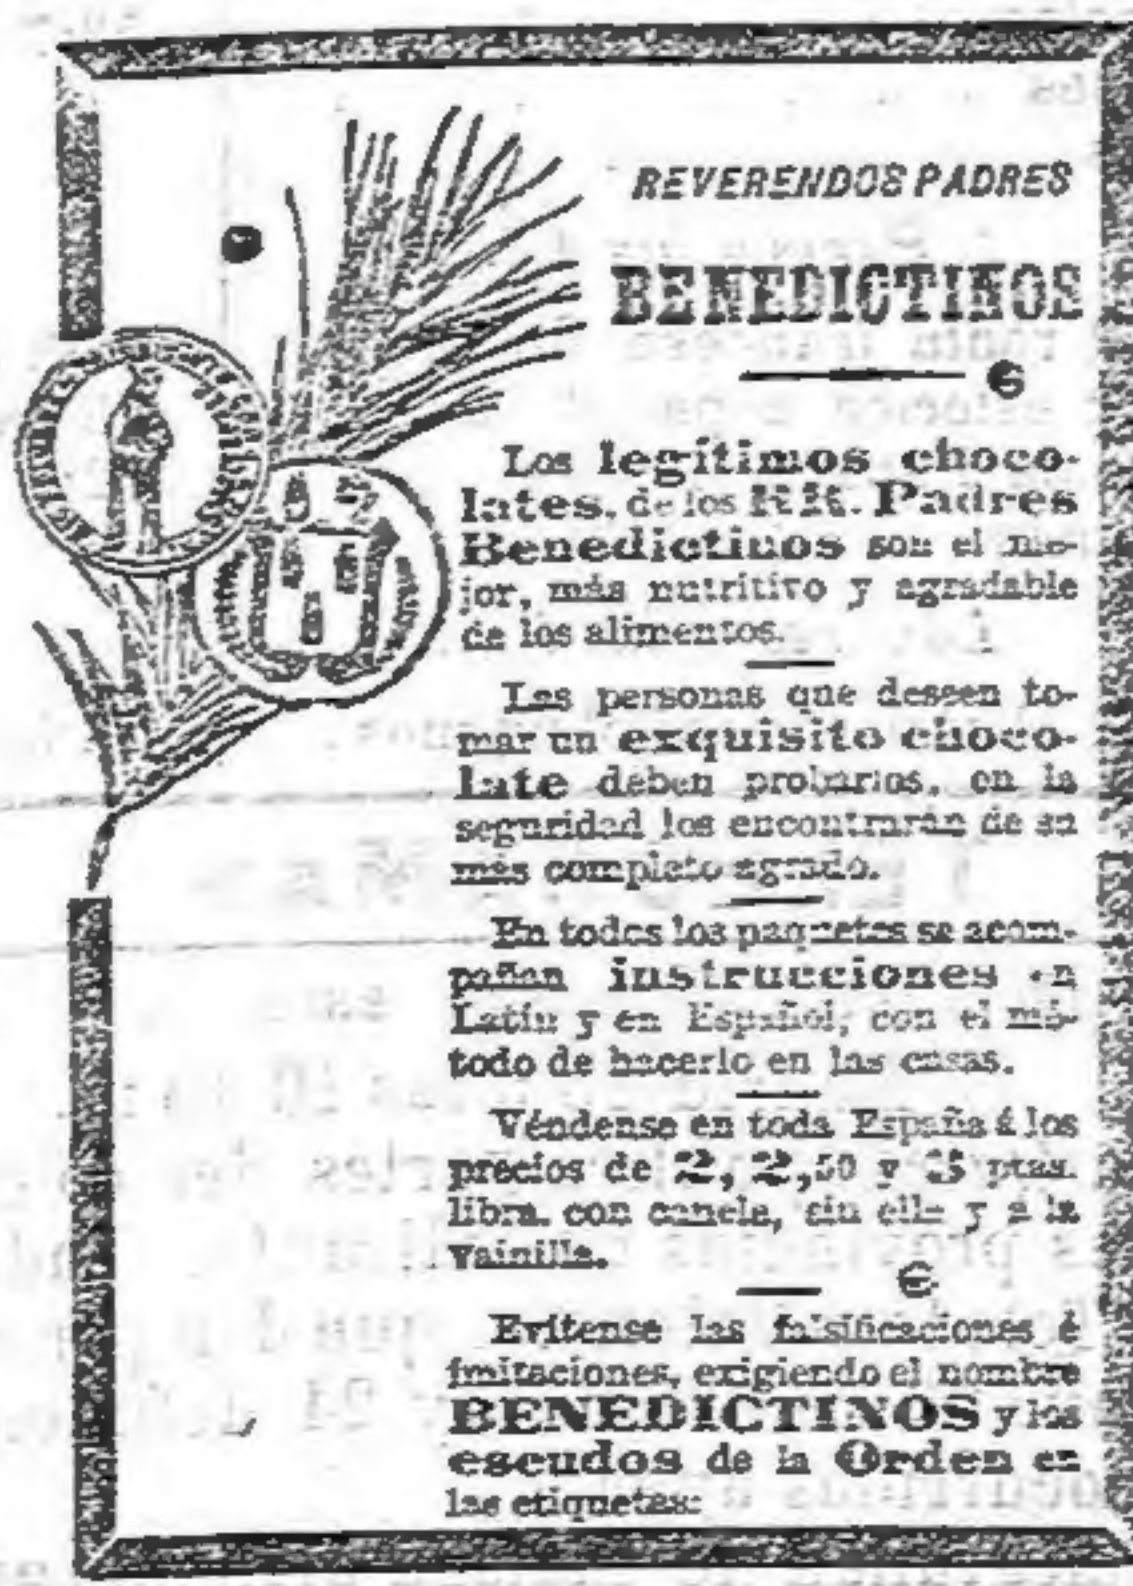 REVERENDOS PADRES
BENEDICTINOS
Los legítimos choco-
lates, de los RR. Padres
Benedictinos son el me-
jor, más nutritivo y agradable
de los alimentos.
Las personas que deseen to-
mar un exquisito choco-
late deben probarlos, en la
seguridad los encontrarán de su
más completo agrado.
En todos los paquetes se acom-
pañan instrucciones en
Latín y en Español, con el mé-
todo de hacerlo en las casas.
Véndense en toda España á los
precios de 2, 2,50 y 3 ptas.
libra, con canela, sin ella y a la
vainilla.
Evítense las falsificaciones é
imitaciones, exigiendo el nombre
BENEDICTINOS y los
escudos de la Orden en
las etiquetas: